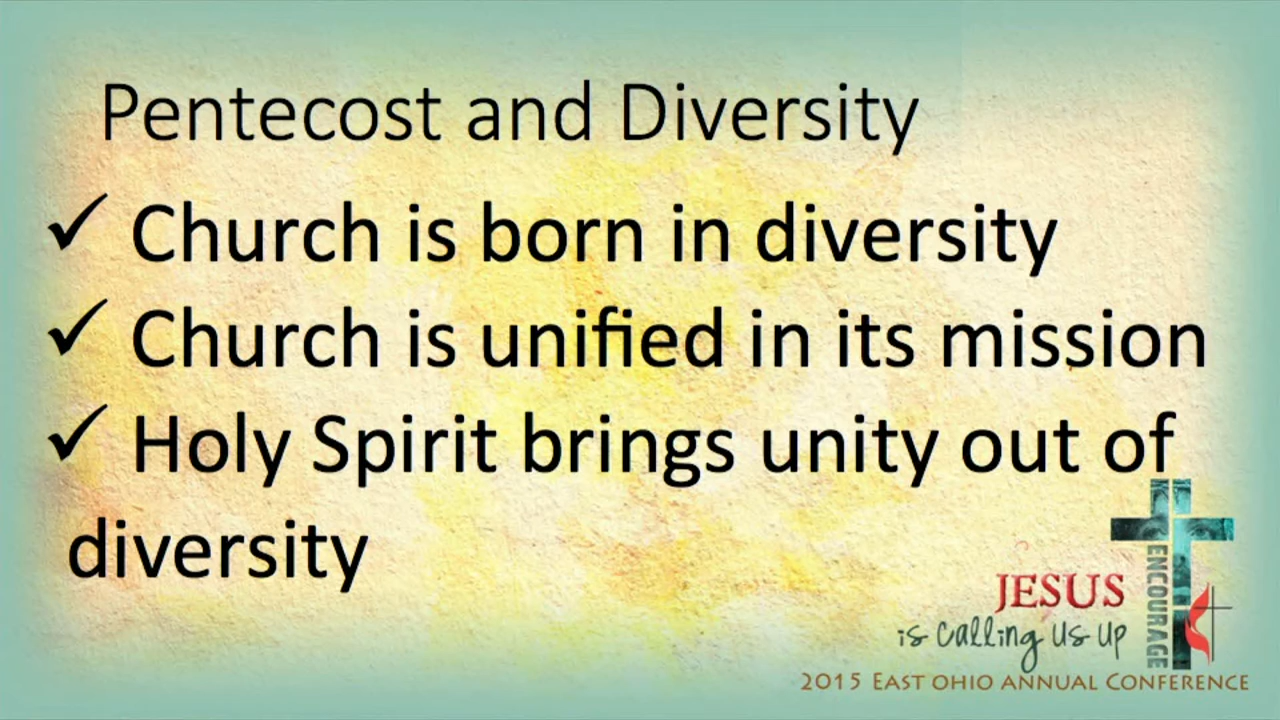 Pentecost and Diversity
✓ Church is born in diversity
✓ Church is unified in its mission
✓ Holy Spirit brings unity out of
diversity
JESUS
is calling us up
ENCOURAGE
2015 EAST OHIO ANNUAL CONFERENCE